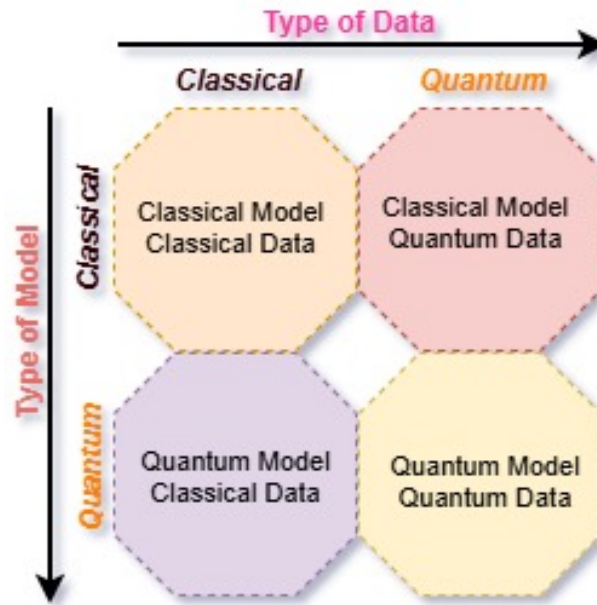 Type of Data
Classical
Quantum
Type of Model
Classical
Classical Model
Classical Data
Classical Model
Quantum Data
Quantum
Quantum Model
Classical Data
Quantum Model
Quantum Data